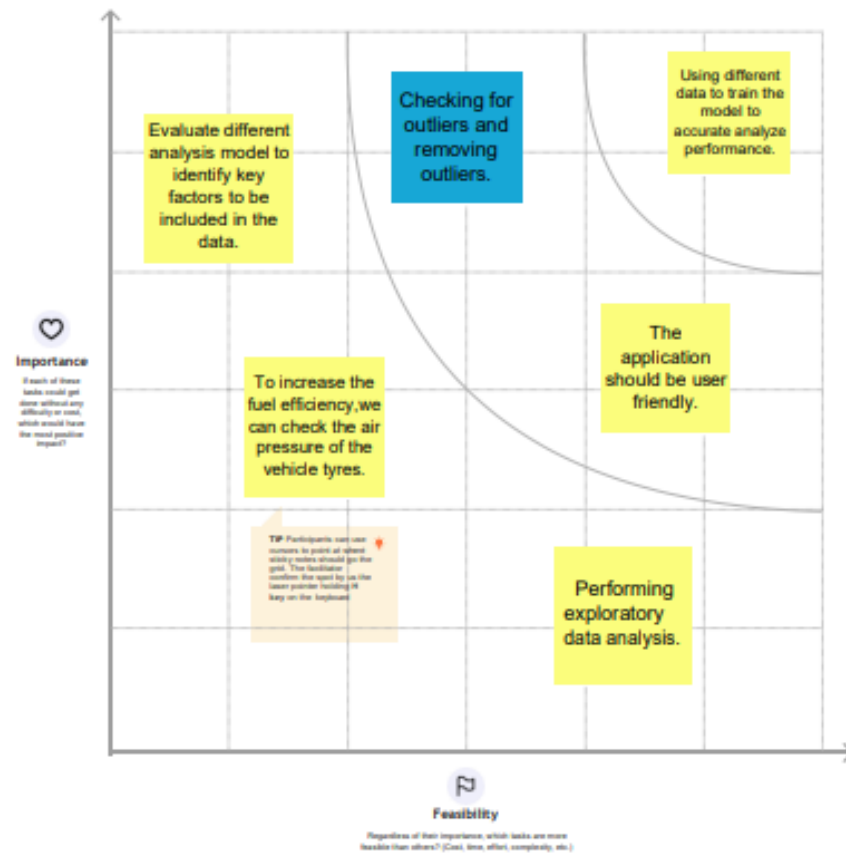 Evaluate different
analysis model to
identify key
factors to be
included in the
data.
Checking for
outliers and
removing
outliers.
Using different
data to train the
model to
accurate analyze
performance.
Importance
If each of these
tasks could get
done without any
difficulty or cost,
which would have
the most positive
impact?
To increase the
fuel efficiency,we
can check the air
pressure of the
vehicle tyres.
The
application
should be user
friendly.
TIP Participants can use
cursors to point at where
sticky notes should go the
grid. The facilitator
confirm the spot by us the
laser pointer holding H
key on the keyboard
Performing
exploratory
data analysis.
Feasibility
Regardless of their importance, which tasks are more
feasible than others? (Cost, time, effort, complexity, etc.)